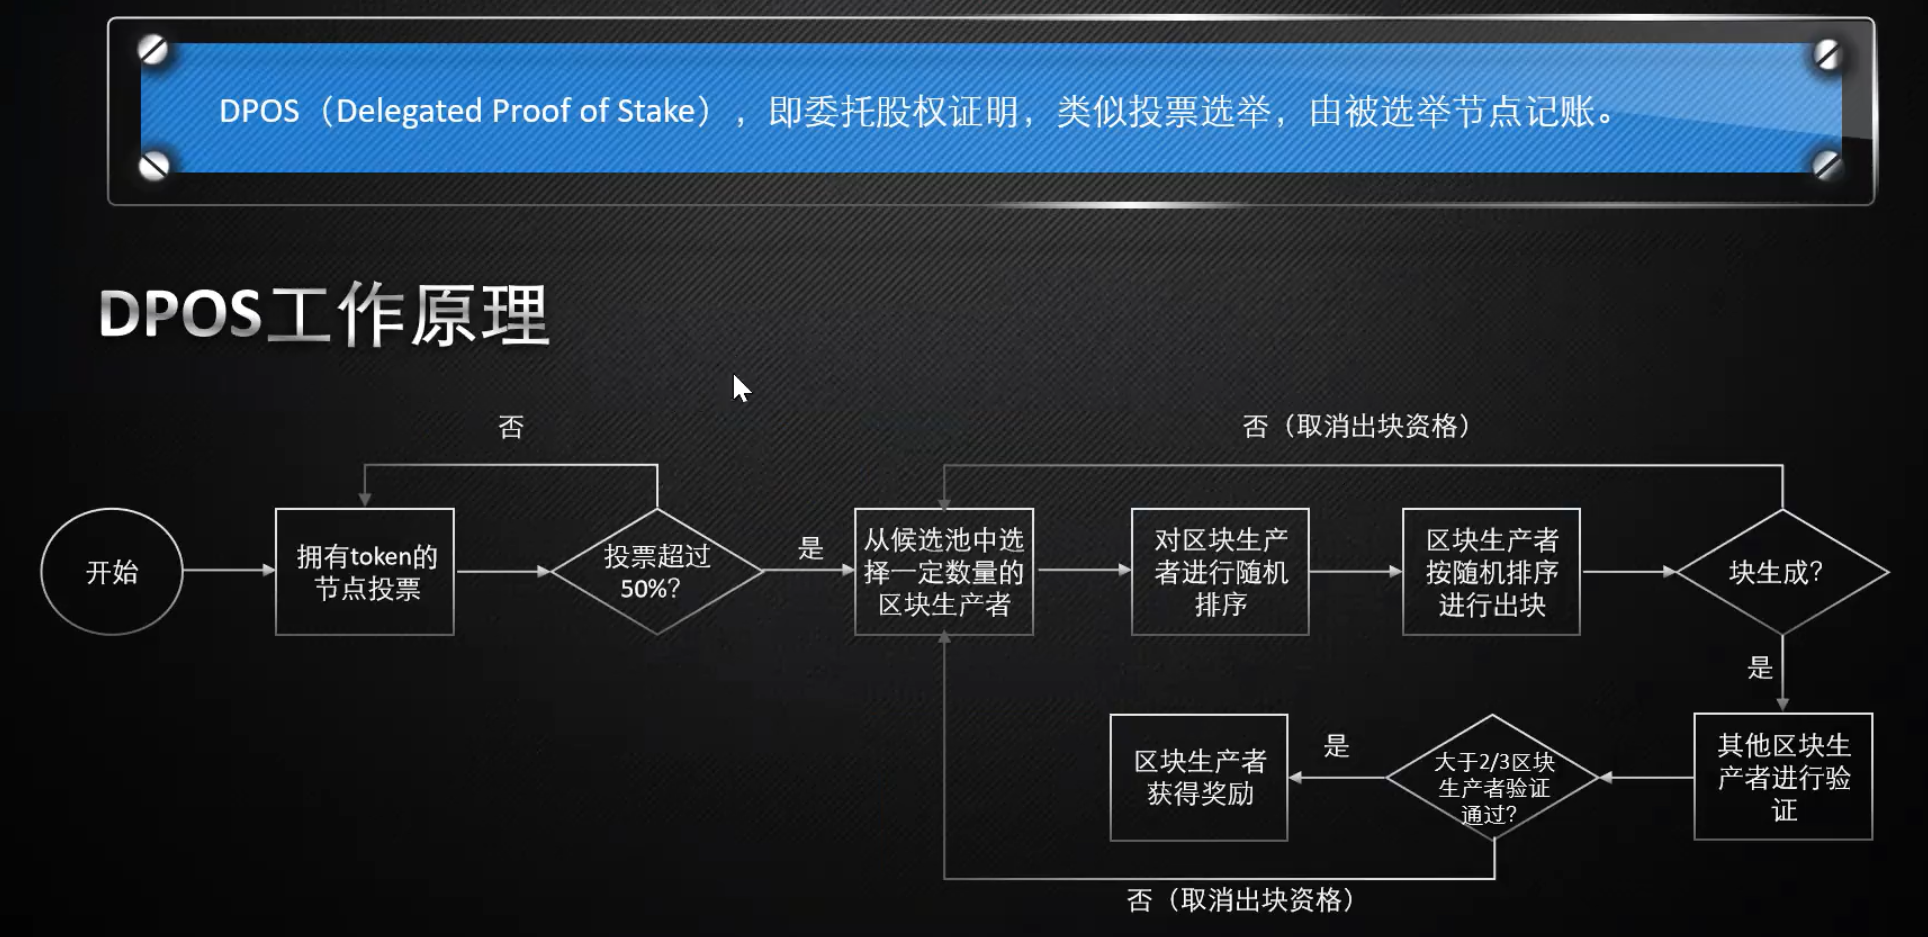 DPOS（Delegated Proof of Stake），即委托股权证明，类似投票选举，由被选举节点记账。
DPOS工作原理
否
否（取消出块资格）
开始
拥有token的
节点投票
投票超过
50%?
是
从候选池中选
择一定数量的
区块生产者
对区块生产
者进行随机
排序
区块生产者
按随机排序
进行出块
块生成?
是
其他区块生
产者进行验
证
大于2/3区块
生产者验证
通过?
是
区块生产者
获得奖励
否（取消出块资格）